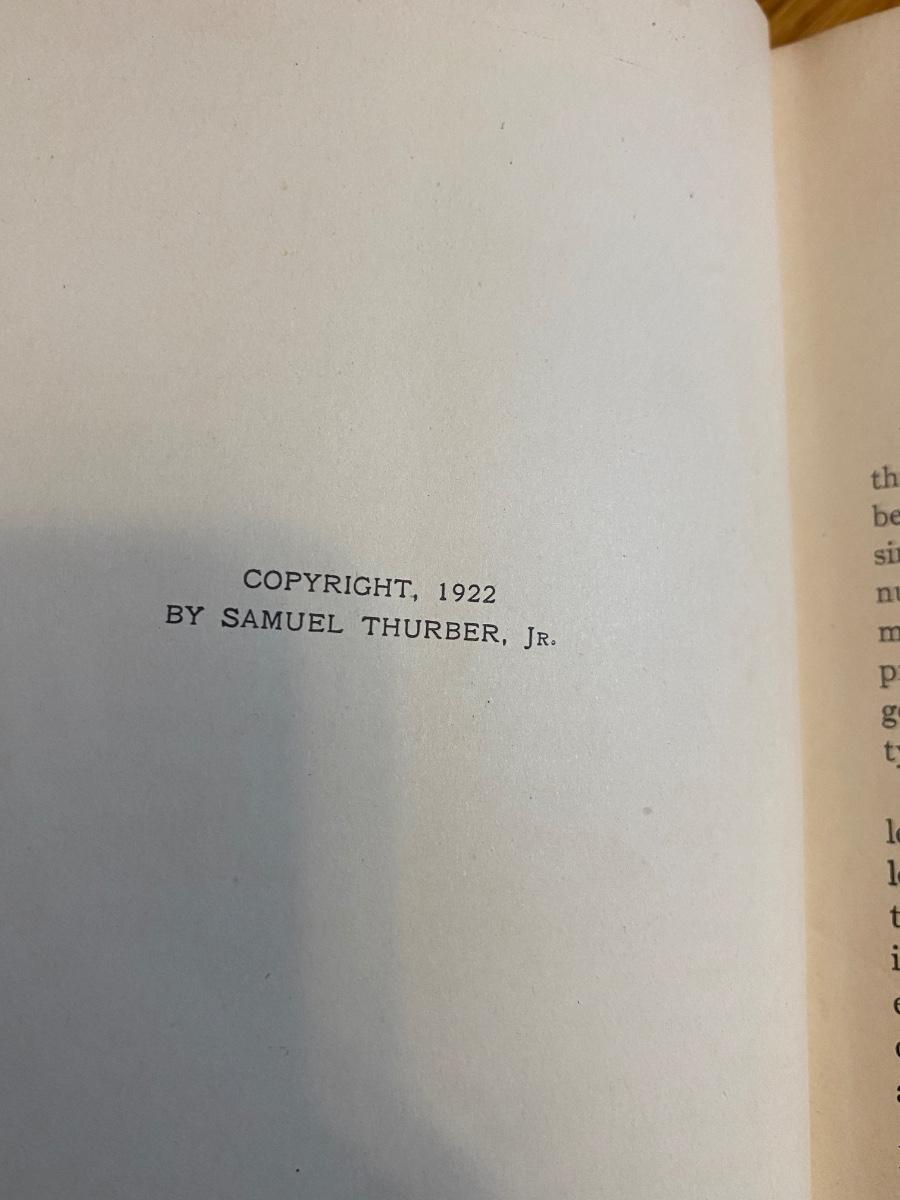 COPYRIGHT, 1922
BY SAMUEL THURBER, JR.